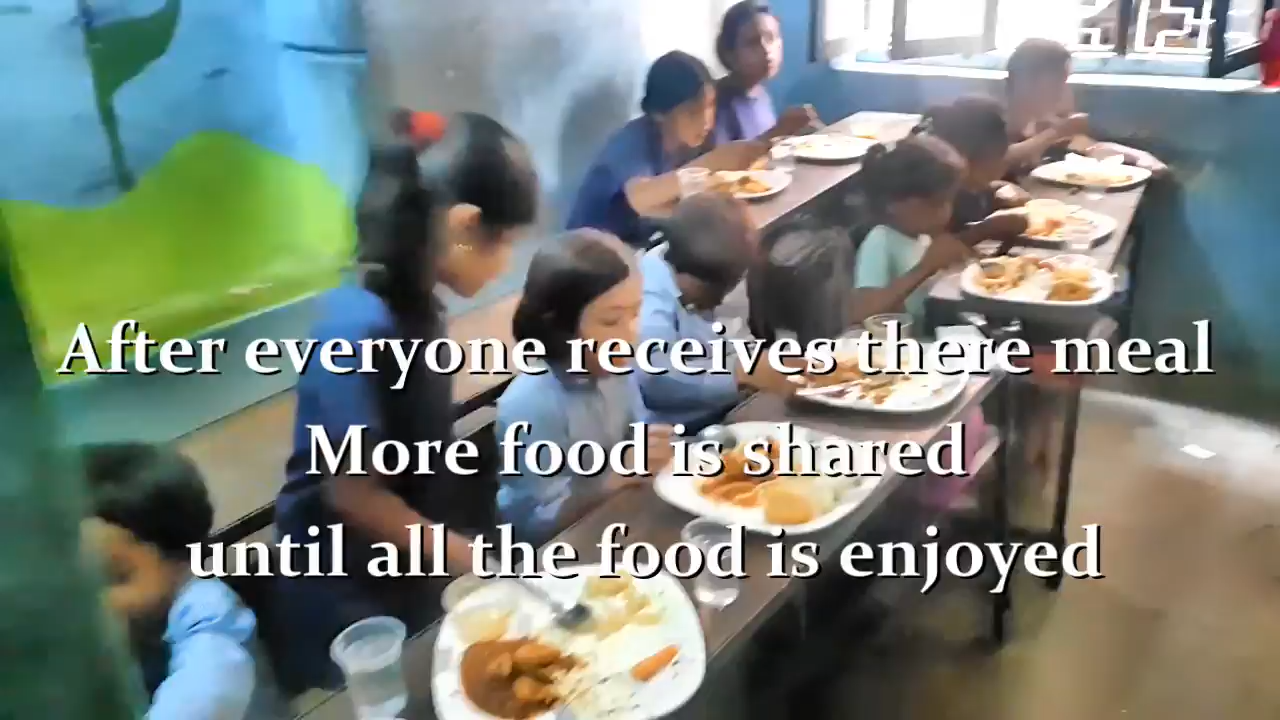 After everyone receives there meal
More food is shared
until all the food is enjoyed